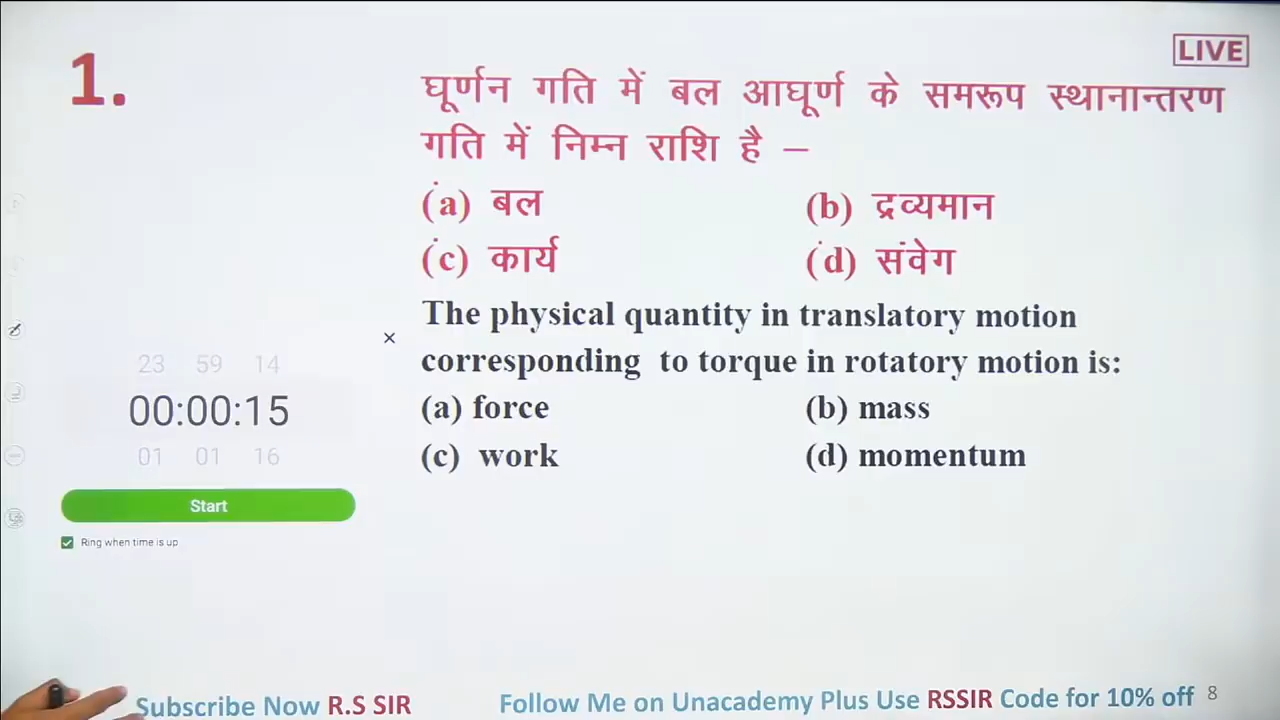 1.
LIVE
घूर्णन गति में बल आघूर्ण के समरूप स्थानान्तरण
गति में निम्न राशि है –
(a) बल
(b) द्रव्यमान
(c) कार्य
(d) संवेग
The physical quantity in translatory motion
corresponding to torque in rotatory motion is:
(a) force
(b) mass
(c) work
(d) momentum
×
23 59 14
00:00:15
01 01 16
Start
Ring when time is up
Subscribe Now R.S SIR
Follow Me on Unacademy Plus Use RSSIR Code for 10% off
8